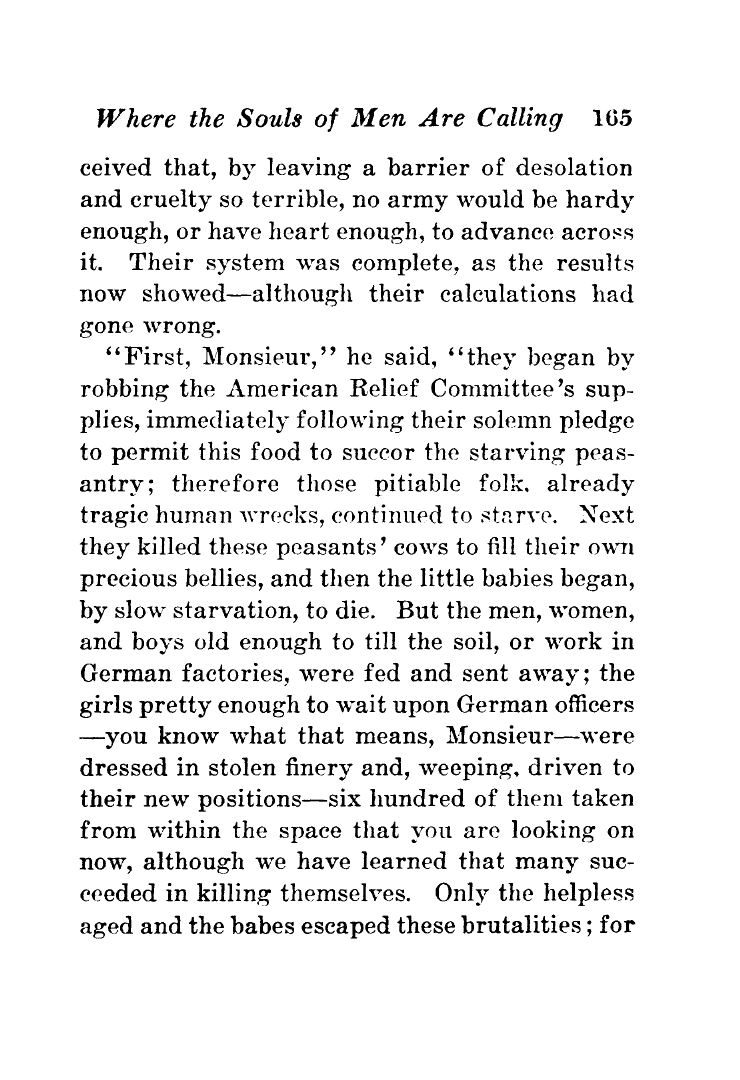 Where the Souls of Men Are Calling 165
ceived that, by leaving a barrier of desolation
and cruelty so terrible, no army would be hardy
enough, or have heart enough, to advance across
it. Their system was complete, as the results
now showed—although their calculations had
gone wrong.
“First, Monsieur,” he said, “they began by
robbing the American Relief Committee’s sup-
plies, immediately following their solemn pledge
to permit this food to succor the starving peas-
antry; therefore those pitiable folk, already
tragic human wrecks, continued to starve. Next
they killed these peasants’ cows to fill their own
precious bellies, and then the little babies began,
by slow starvation, to die. But the men, women,
and boys old enough to till the soil, or work in
German factories, were fed and sent away; the
girls pretty enough to wait upon German officers
—you know what that means, Monsieur—were
dressed in stolen finery and, weeping, driven to
their new positions—six hundred of them taken
from within the space that you are looking on
now, although we have learned that many suc-
ceeded in killing themselves. Only the helpless
aged and the babes escaped these brutalities; for